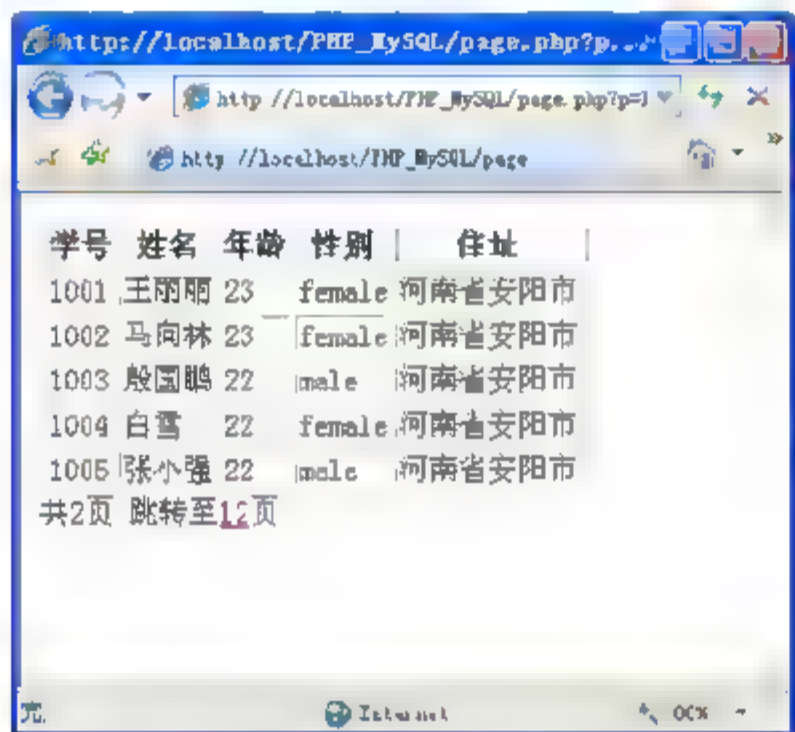 http://localhost/PHP_MySQL/page.php?p...
http //localhost/PHP_MySQL/page.php?p=1
http //localhost/PHP_MySQL/page
学号 姓名 年龄 性别 住址
1001 王丽丽 23 female 河南省安阳市
1002 马向林 23 female 河南省安阳市
1003 殷国鹏 22 male 河南省安阳市
1004 白雪 22 female 河南省安阳市
1005 张小强 22 male 河南省安阳市
共2页 跳转至12页
完 Internet 00%